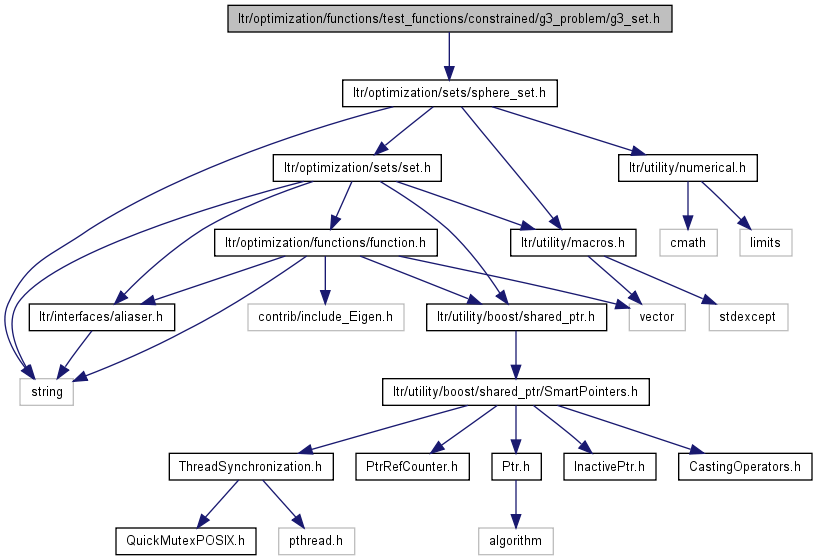 ltr/optimization/functions/test_functions/constrained/g3_problem/g3_set.h
ltr/optimization/sets/sphere_set.h
ltr/optimization/sets/set.h
ltr/utility/numerical.h
ltr/optimization/functions/function.h
ltr/utility/macros.h
cmath
limits
ltr/interfaces/aliaser.h
contrib/include_Eigen.h
ltr/utility/boost/shared_ptr.h
vector
stdexcept
string
ltr/utility/boost/shared_ptr/SmartPointers.h
ThreadSynchronization.h
PtrRefCounter.h
Ptr.h
InactivePtr.h
CastingOperators.h
QuickMutexPOSIX.h
pthread.h
algorithm